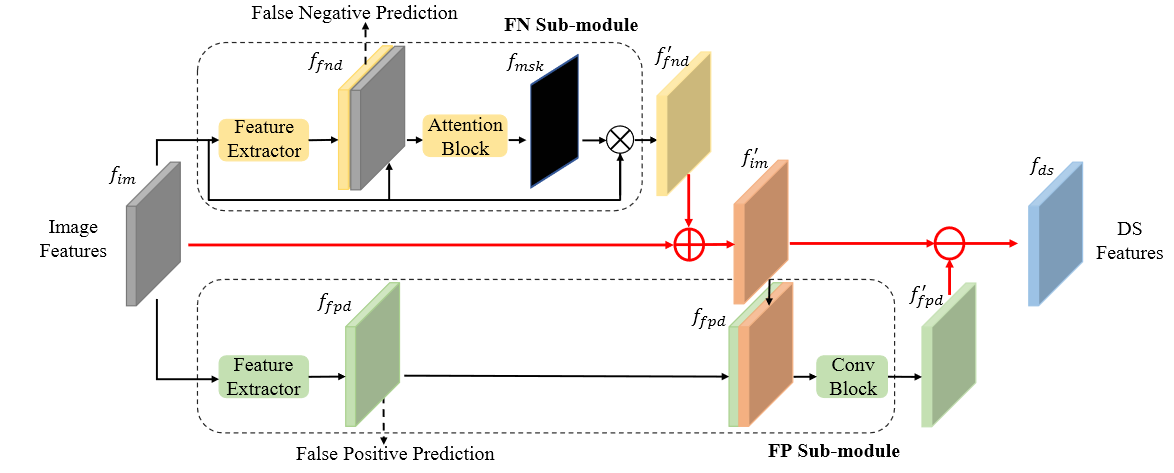 False Negative Prediction
FN Sub-module
f_{fnd}
f_{msk}
f'_{fnd}
Feature
Extractor
Attention
Block
f_{im}
f'_{im}
f_{ds}
Image
Features
DS
Features
f_{fpd}
f_{fpd}
f'_{fpd}
Feature
Extractor
Conv
Block
False Positive Prediction
FP Sub-module